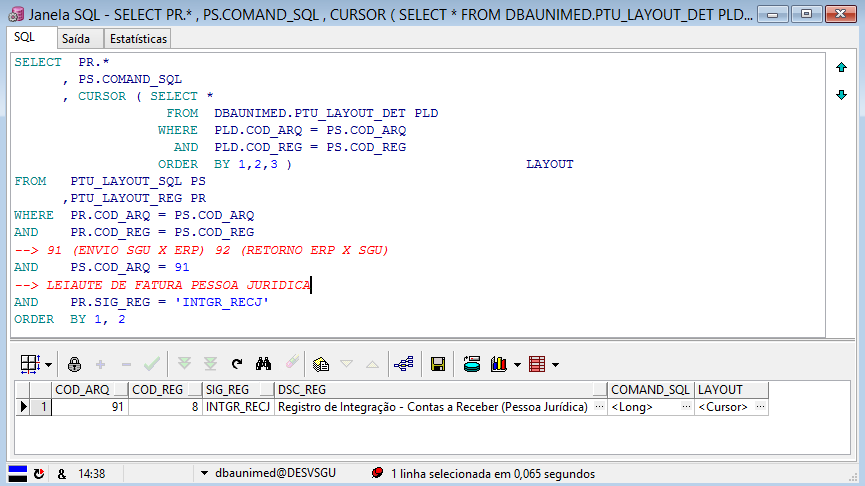 Janela SQL - SELECT PR.* , PS.COMAND_SQL , CURSOR ( SELECT * FROM DBAUNIMED.PTU_LAYOUT_DET PLD...
SQL Saída Estatísticas
SELECT PR.*
, PS.COMAND_SQL
, CURSOR ( SELECT *
FROM DBAUNIMED.PTU_LAYOUT_DET PLD
WHERE PLD.COD_ARQ = PS.COD_ARQ
AND PLD.COD_REG = PS.COD_REG
ORDER BY 1,2,3 ) LAYOUT
FROM PTU_LAYOUT_SQL PS
,PTU_LAYOUT_REG PR
WHERE PR.COD_ARQ = PS.COD_ARQ
AND PR.COD_REG = PS.COD_REG
--> 91 (ENVIO SGU X ERP) 92 (RETORNO ERP X SGU)
AND PS.COD_ARQ = 91
--> LEIAUTE DE FATURA PESSOA JURIDICA
AND PR.SIG_REG = 'INTGR_RECJ'
ORDER BY 1, 2
COD_ARQ COD_REG SIG_REG DSC_REG COMAND_SQL LAYOUT
1 91 8 INTGR_RECJ Registro de Integração - Contas a Receber (Pessoa Jurídica) ... <Long> ... <Cursor> ...
& 14:38 dbaunimed@DESVSGU 1 linha selecionada em 0,065 segundos